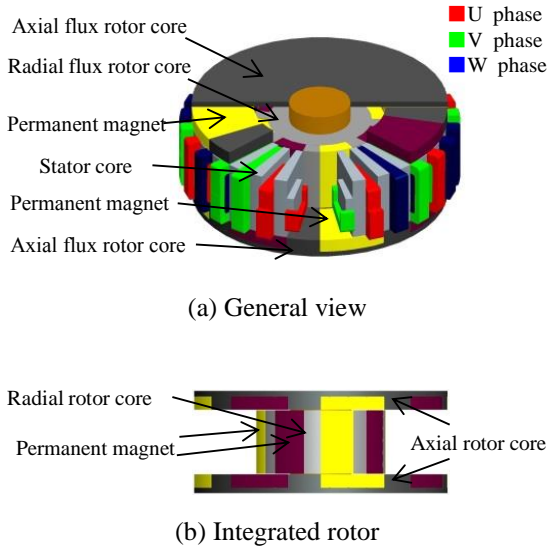 Axial flux rotor core
Radial flux rotor core
Permanent magnet
Stator core
Permanent magnet
Axial flux rotor core
U phase
V phase
W phase
(a) General view
Radial rotor core
Permanent magnet
Axial rotor core
(b) Integrated rotor